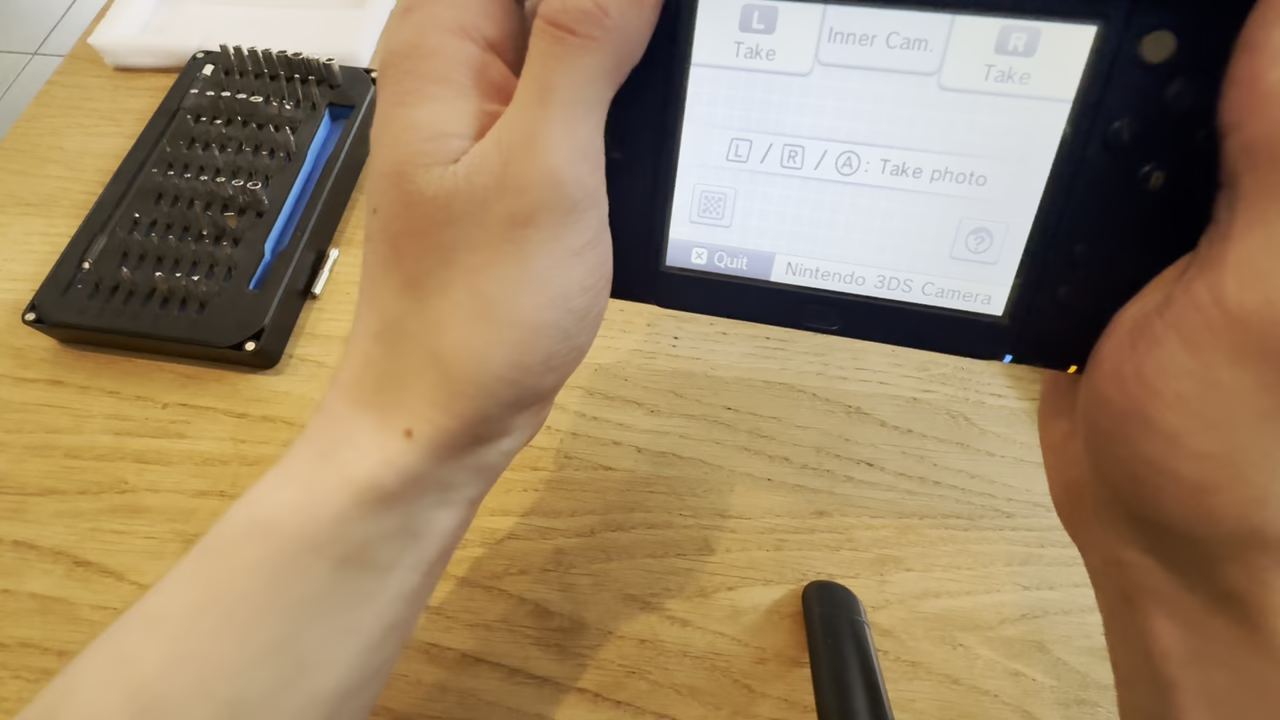 L Inner Cam. R
Take Take
L / R / A : Take photo
?
X Quit Nintendo 3DS Camera
B